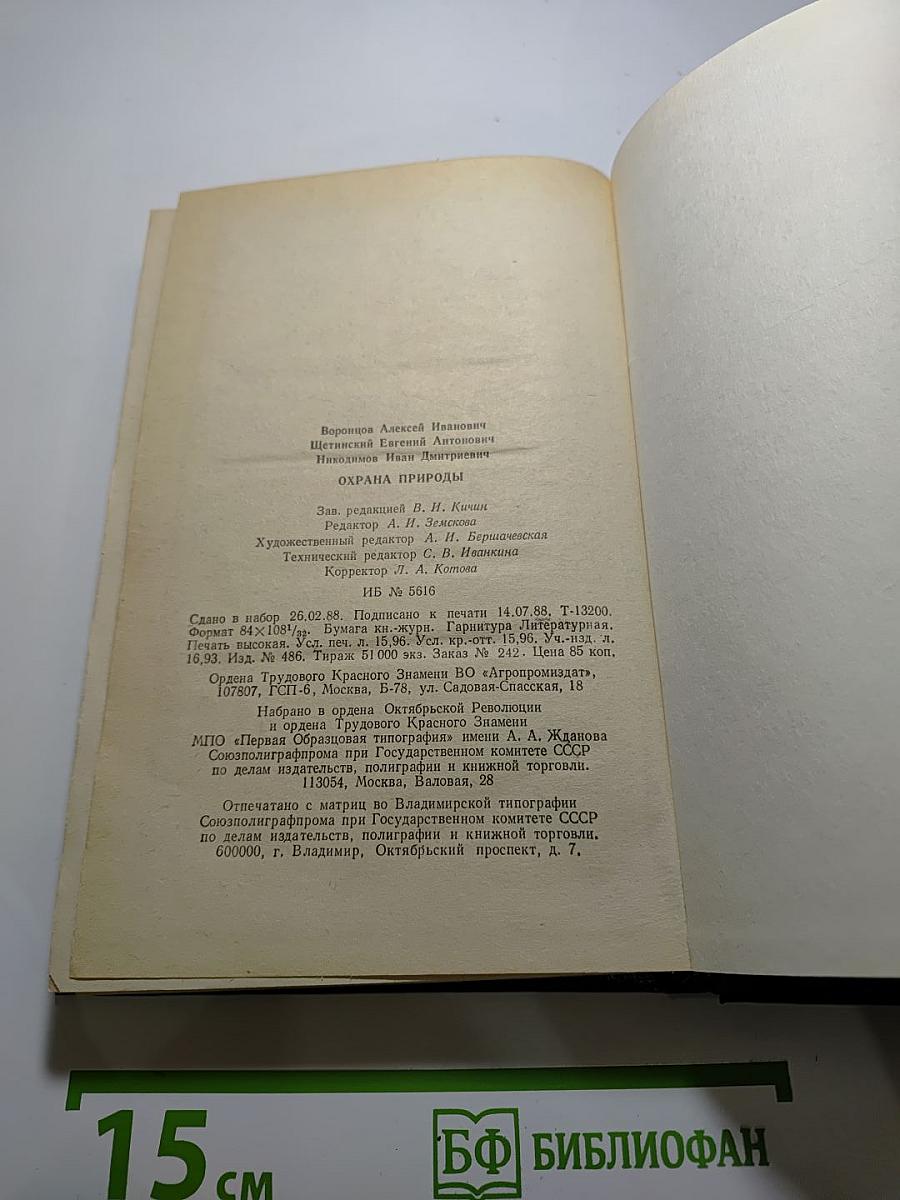 Воронцов Алексей Иванович
Щетинский Евгений Антонович
Никодимов Иван Дмитриевич
ОХРАНА ПРИРОДЫ
Зав. редакцией В. И. Кичин
Редактор А. И. Земскова
Художественный редактор А. И. Бершачевская
Технический редактор С. В. Иванкина
Корректор Л. А. Котова
ИБ № 5616
Сдано в набор 26.02.88. Подписано к печати 14.07.88. Т-13200.
Формат 84×108¹/₃₂. Бумага кн.-журн. Гарнитура Литературная.
Печать высокая. Усл. печ. л. 15,96. Усл. кр.-отт. 15,96. Уч.-изд. л.
16,93. Изд. № 486. Тираж 51 000 экз. Заказ № 242. Цена 85 коп.
Ордена Трудового Красного Знамени ВО «Агропромиздат»,
107807, ГСП-6, Москва, Б-78, ул. Садовая-Спасская, 18
Набрано в ордена Октябрьской Революции
и ордена Трудового Красного Знамени
МПО «Первая Образцовая типография» имени А. А. Жданова
Союзполиграфпрома при Государственном комитете СССР
по делам издательств, полиграфии и книжной торговли.
113054, Москва, Валовая, 28
Отпечатано с матриц во Владимирской типографии
Союзполиграфпрома при Государственном комитете СССР
по делам издательств, полиграфии и книжной торговли.
600000, г. Владимир, Октябрьский проспект, д. 7.
15 см
БФ БИБЛИОФАН